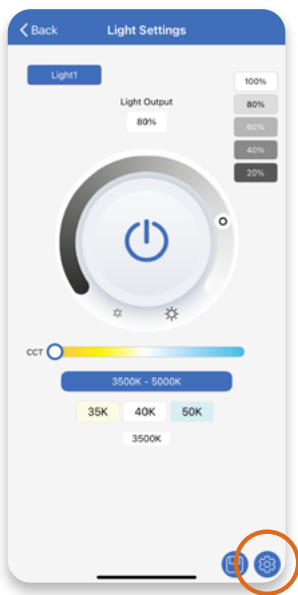 Back
Light Settings
Light1
100%
Light Output
80%
80%
60%
40%
20%
CCT
3500K - 5000K
35K 40K 50K
3500K